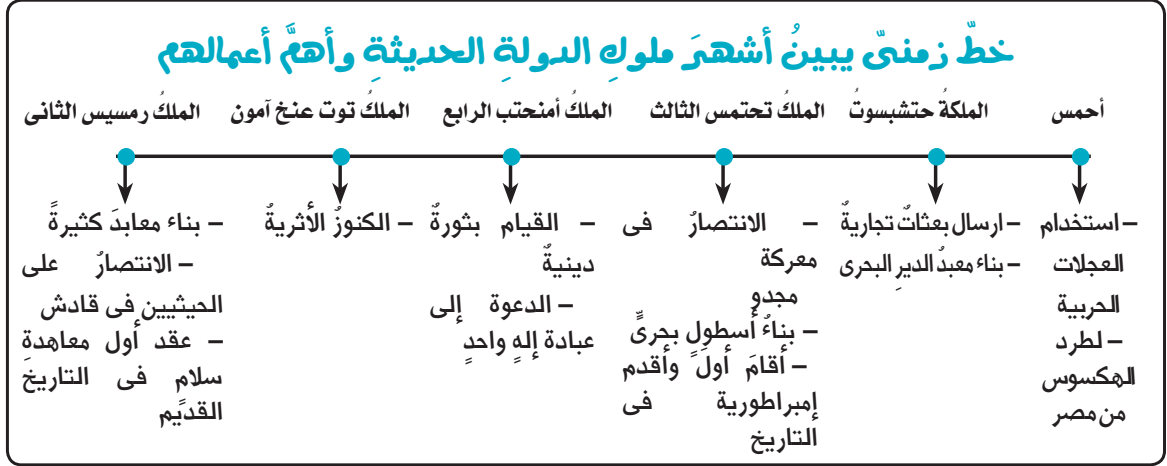 خطّ زمنىّ يبينُ أشهرَ ملوكِ الدولةِ الحديثةِ وأهمَّ أعمالهم
أحمس
الملكةُ حتشبسوتُ
الملكُ تحتمس الثالث
الملكُ أمنحتب الرابع
الملكُ توت عنخ آمون
الملكُ رمسيس الثانى
– استخدام
العجلات
الحربية
– لطرد
الهكسوس
من مصر
– ارسال بعثاتٌ تجاريةٌ
– بناء معبدُ الديرِ البحرى
– الانتصارُ فى
معركة
مجدو
– بناءُ أسطولٍ بحرىٍّ
– أقامَ أولَ وأقدم
إمبراطورية فى
التاريخ
– القيام بثورةٌ
دينيةٌ
– الدعوة إلى
عبادة إلهٍ واحدٍ
– الكنوزُ الأثريةُ
– بناء معابدَ كثيرةً
– الانتصارُ على
الحيثيين فى قادش
– عقد أول معاهدةَ
سلام فى التاريخَ
القديم